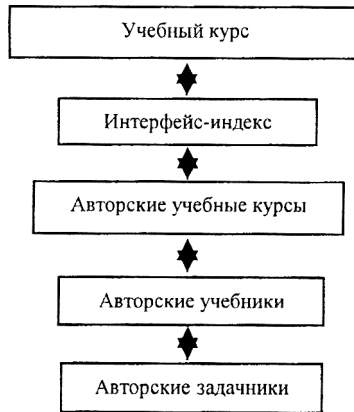 Учебный курс
Интерфейс-индекс
Авторские учебные курсы
Авторские учебники
Авторские задачники